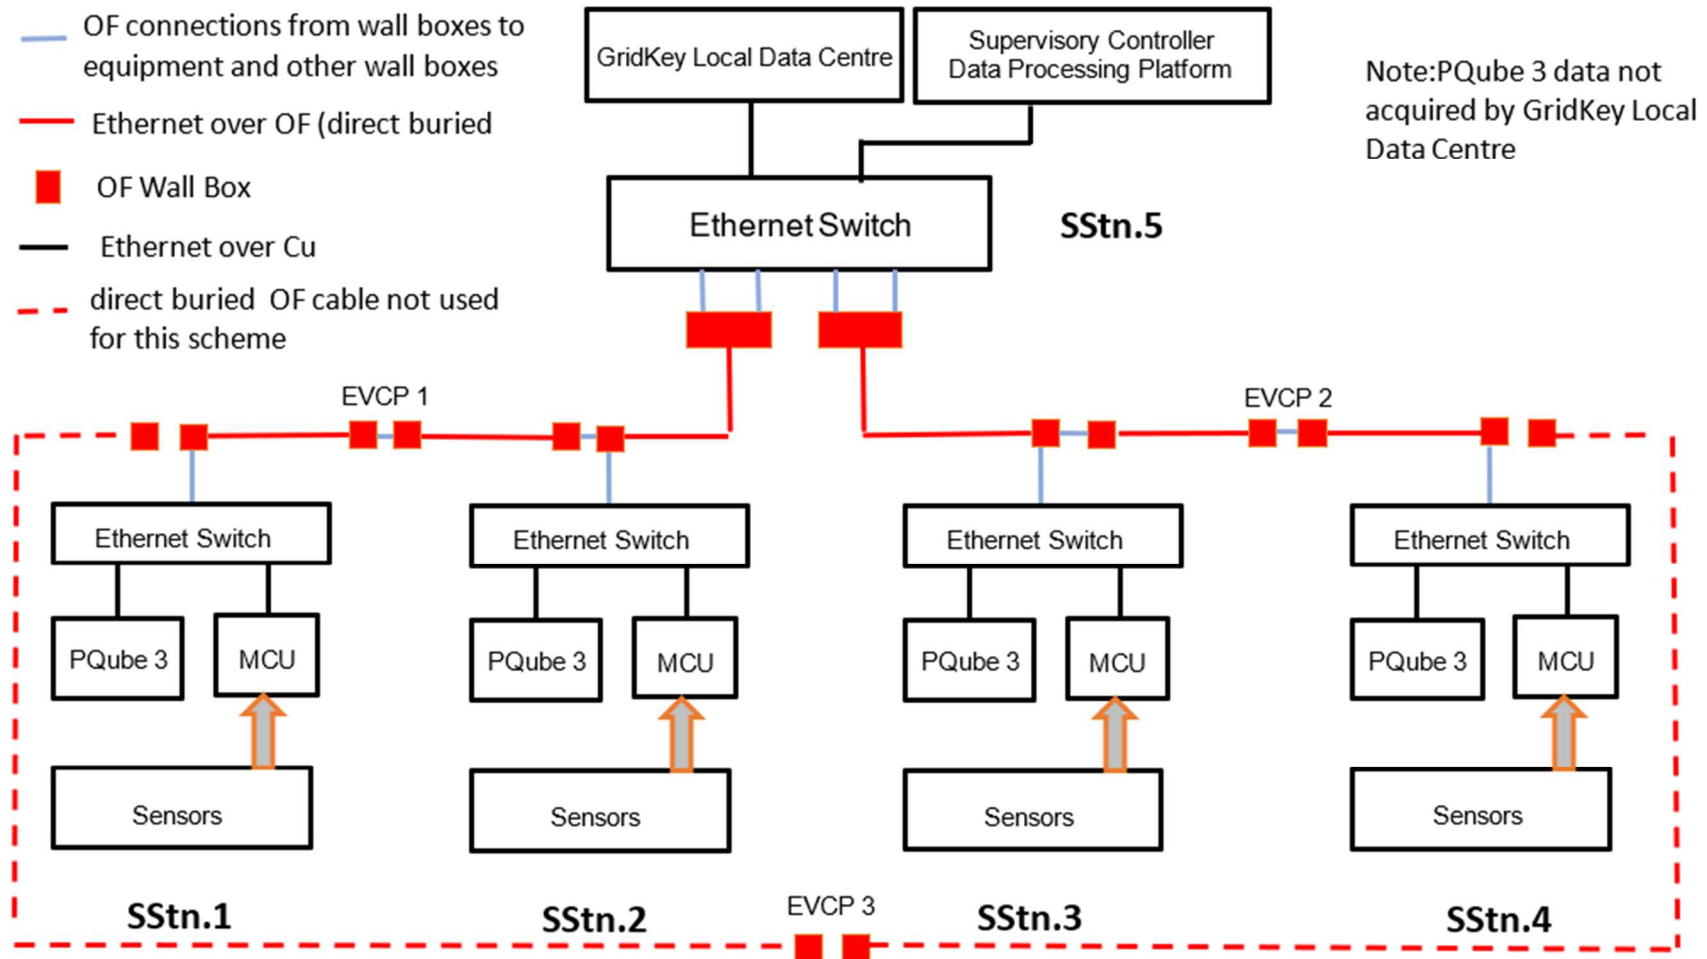 OF connections from wall boxes to
equipment and other wall boxes
Ethernet over OF (direct buried
OF Wall Box
Ethernet over Cu
direct buried OF cable not used
for this scheme
GridKey Local Data Centre
Supervisory Controller
Data Processing Platform
Note:PQube 3 data not
acquired by GridKey Local
Data Centre
Ethernet Switch
SStn.5
EVCP 1
EVCP 2
Ethernet Switch
Ethernet Switch
Ethernet Switch
Ethernet Switch
PQube 3
MCU
PQube 3
MCU
PQube 3
MCU
PQube 3
MCU
Sensors
Sensors
Sensors
Sensors
SStn.1
SStn.2
EVCP 3
SStn.3
SStn.4